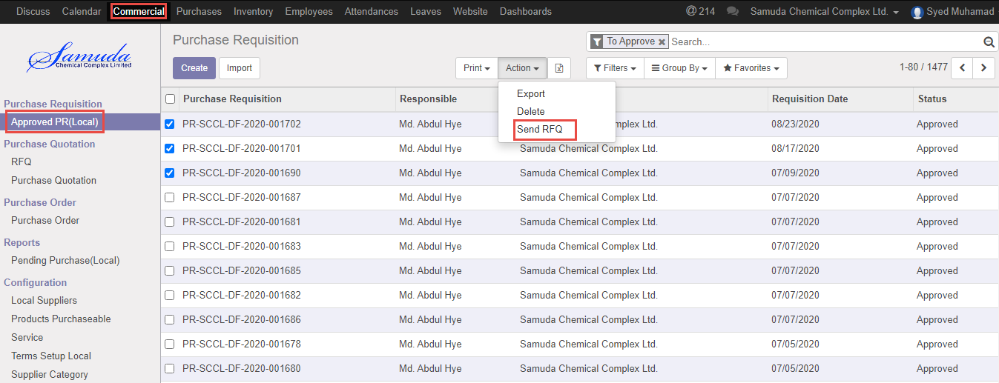 Discuss Calendar Commercial Purchases Inventory Employees Attendances Leaves Website Dashboards @ 214 Samuda Chemical Complex Ltd. Syed Muhamad
Samuda
Chemical Complex Limited
Purchase Requisition
Approved PR(Local)
Purchase Quotation
RFQ
Purchase Quotation
Purchase Order
Purchase Order
Reports
Pending Purchase(Local)
Configuration
Local Suppliers
Products Purchaseable
Service
Terms Setup Local
Supplier Category
Purchase Requisition
To Approve Search...
Create Import Print Action Filters Group By Favorites 1-80 / 1477
Export
Delete
Send RFQ
Purchase Requisition Responsible Requisition Date Status
PR-SCCL-DF-2020-001702 Md. Abdul Hye hemical Complex Ltd. 08/23/2020 Approved
PR-SCCL-DF-2020-001701 Md. Abdul Hye Samuda Chemical Complex Ltd. 08/17/2020 Approved
PR-SCCL-DF-2020-001690 Md. Abdul Hye Samuda Chemical Complex Ltd. 07/09/2020 Approved
PR-SCCL-DF-2020-001687 Md. Abdul Hye Samuda Chemical Complex Ltd. 07/07/2020 Approved
PR-SCCL-DF-2020-001681 Md. Abdul Hye Samuda Chemical Complex Ltd. 07/07/2020 Approved
PR-SCCL-DF-2020-001683 Md. Abdul Hye Samuda Chemical Complex Ltd. 07/07/2020 Approved
PR-SCCL-DF-2020-001685 Md. Abdul Hye Samuda Chemical Complex Ltd. 07/07/2020 Approved
PR-SCCL-DF-2020-001682 Md. Abdul Hye Samuda Chemical Complex Ltd. 07/07/2020 Approved
PR-SCCL-DF-2020-001686 Md. Abdul Hye Samuda Chemical Complex Ltd. 07/07/2020 Approved
PR-SCCL-DF-2020-001678 Md. Abdul Hye Samuda Chemical Complex Ltd. 07/05/2020 Approved
PR-SCCL-DF-2020-001680 Md. Abdul Hye Samuda Chemical Complex Ltd. 07/05/2020 Approved